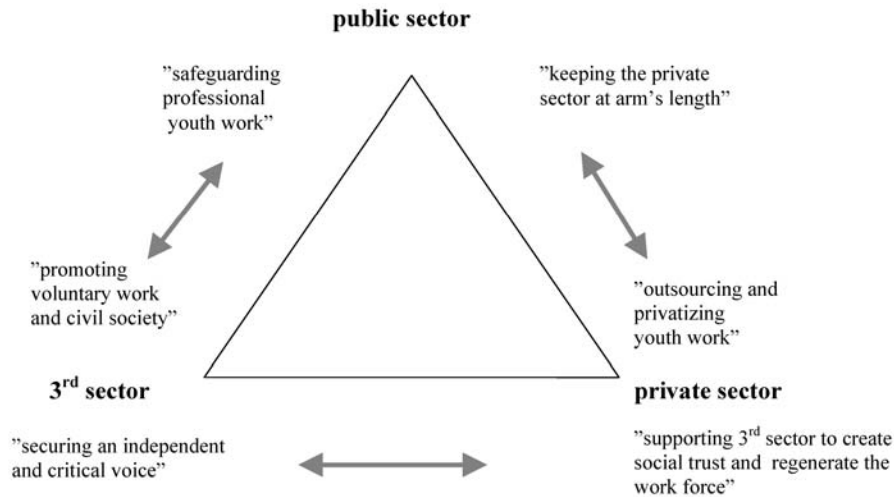 public sector
”safeguarding
professional
youth work”
”keeping the private
sector at arm’s length”
”promoting
voluntary work
and civil society”
”outsourcing and
privatizing
youth work”
3rd sector
private sector
”securing an independent
and critical voice”
”supporting 3rd sector to create
social trust and regenerate the
work force”